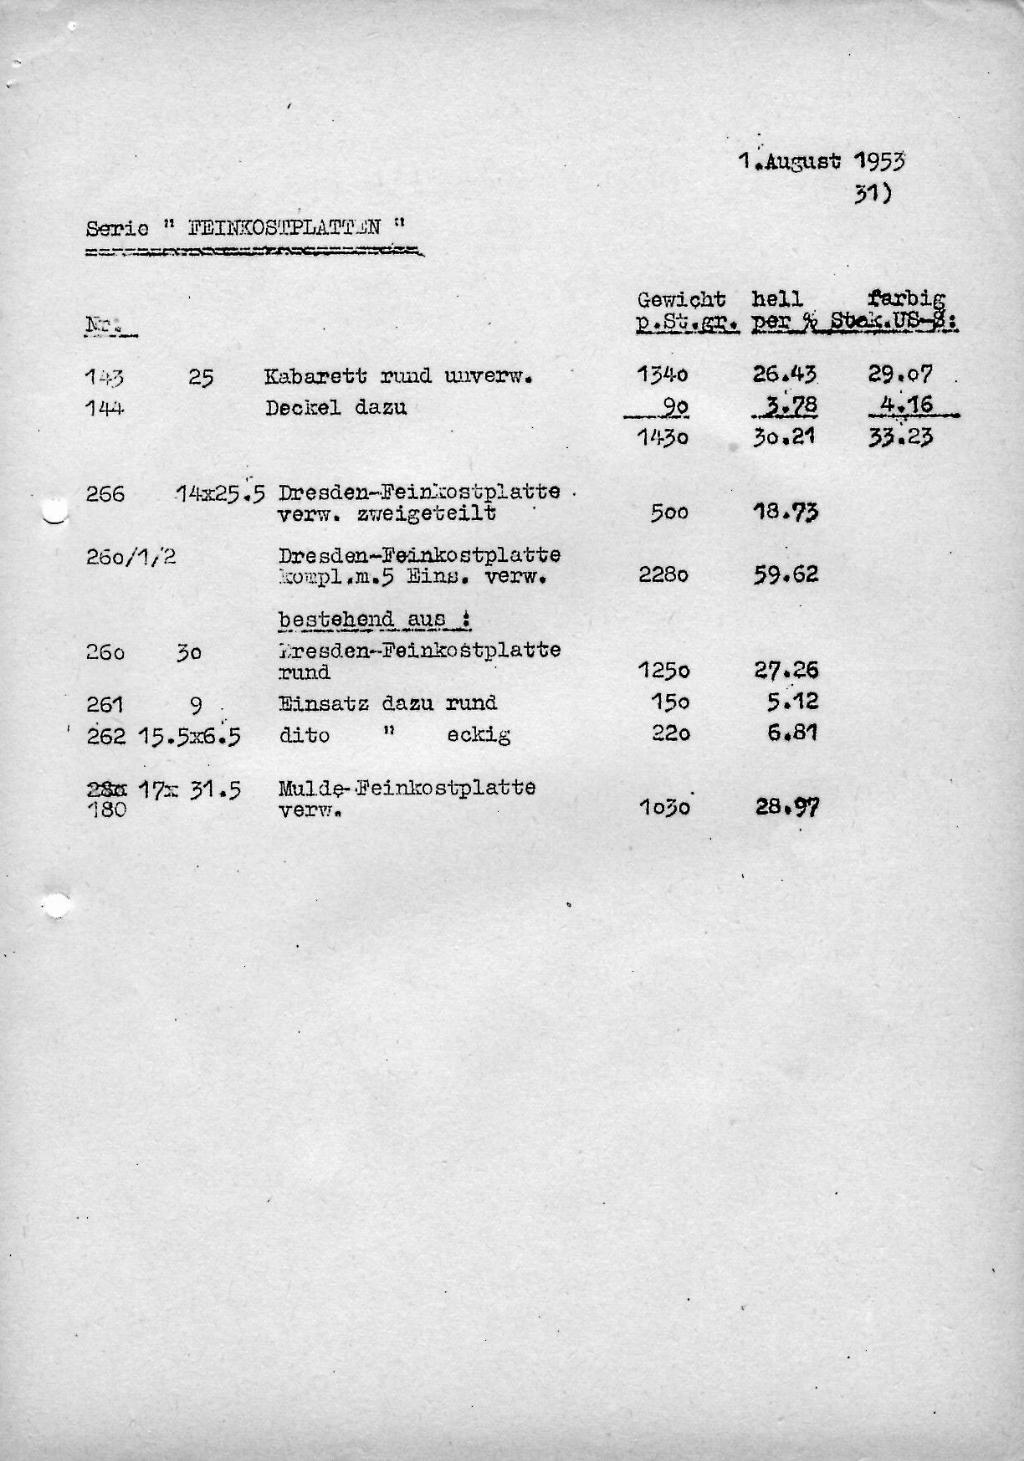 1.August 1953
31)
Serie " FEINKOSTPLATTEN "
Gewicht hell farbig
Nr. p.St.gr. per % Stck.US-$:
143 25 Kabarett rund unverw. 1340 26.43 29.07
144 Deckel dazu 90 3.78 4.16
1430 30.21 33.23
266 14x25.5 Dresden-Feinkostplatte
verw. zweigeteilt 500 18.73
260/1/2 Dresden-Feinkostplatte
kompl.m.5 Eins. verw. 2280 59.62
bestehend aus :
260 30 Dresden-Feinkostplatte
rund 1250 27.26
261 9 Einsatz dazu rund 150 5.12
262 15.5x6.5 dito " eckig 220 6.81
17x 31.5 Mulde-Feinkostplatte
180 verw. 1030 28.97